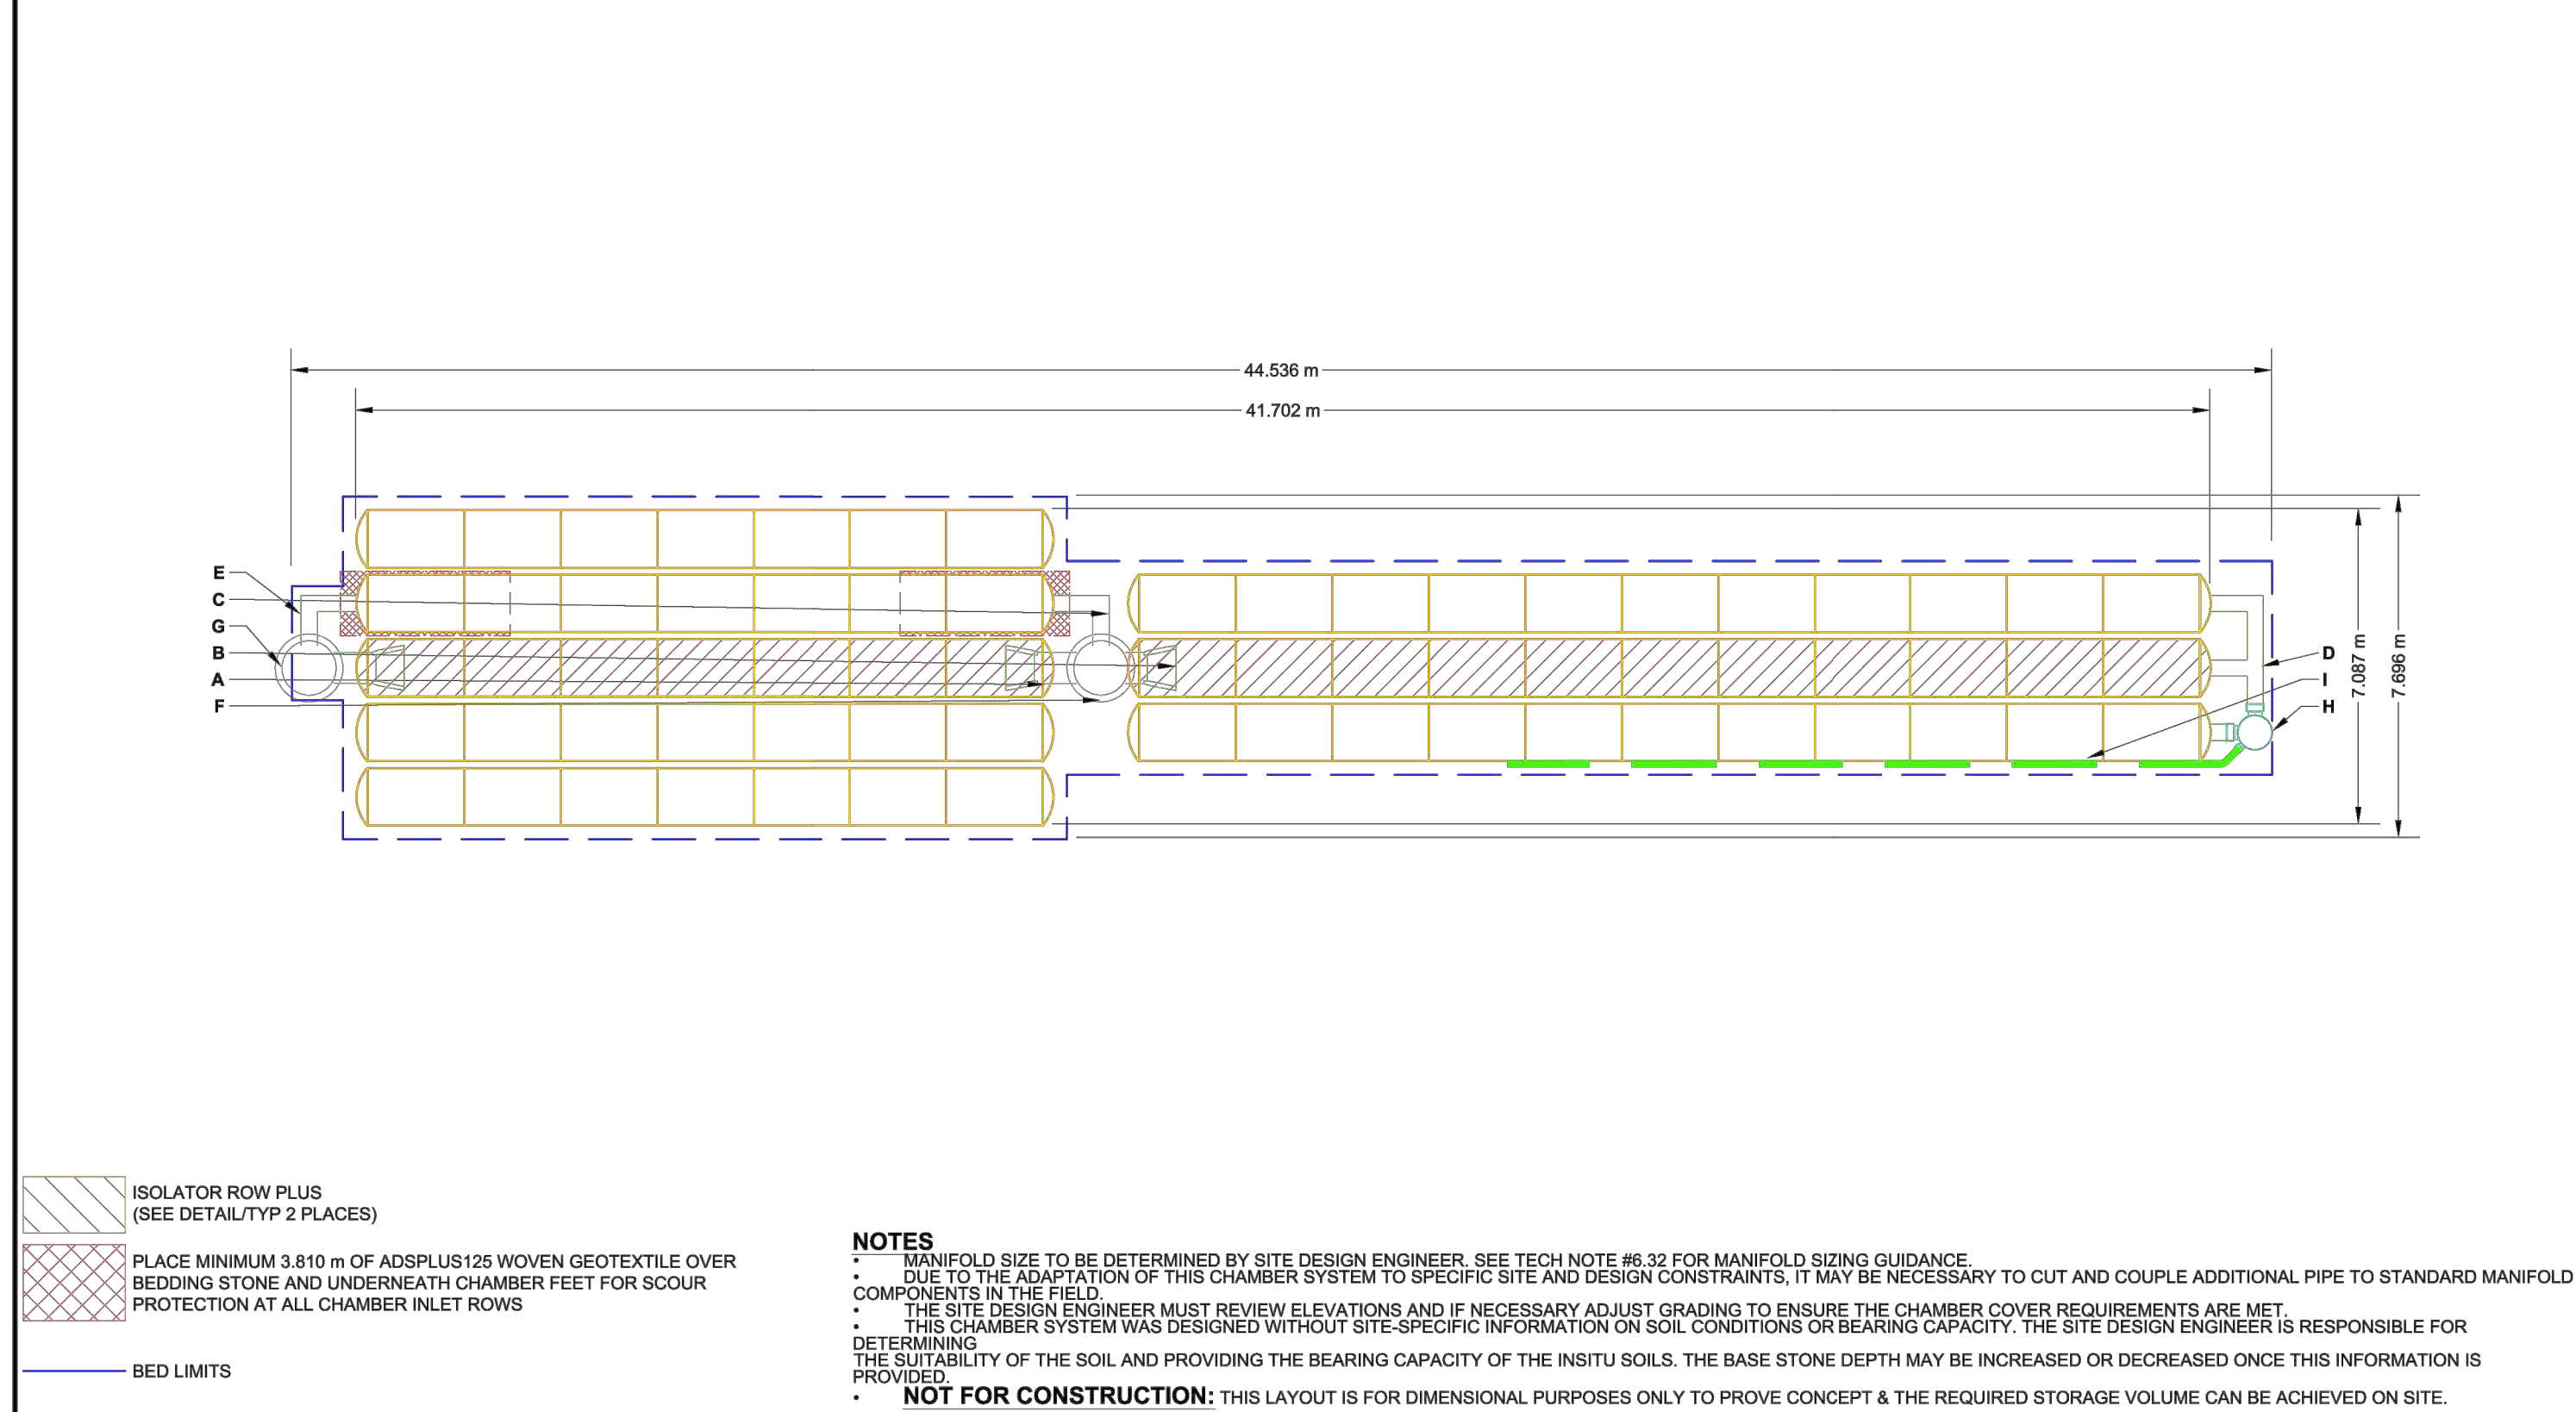 44.536 m
41.702 m
E
C
G
B
A
F
D
I
H
7.087 m
7.696 m
ISOLATOR ROW PLUS
(SEE DETAIL/TYP 2 PLACES)
PLACE MINIMUM 3.810 m OF ADSPLUS125 WOVEN GEOTEXTILE OVER
BEDDING STONE AND UNDERNEATH CHAMBER FEET FOR SCOUR
PROTECTION AT ALL CHAMBER INLET ROWS
BED LIMITS
NOTES
• MANIFOLD SIZE TO BE DETERMINED BY SITE DESIGN ENGINEER. SEE TECH NOTE #6.32 FOR MANIFOLD SIZING GUIDANCE.
• DUE TO THE ADAPTATION OF THIS CHAMBER SYSTEM TO SPECIFIC SITE AND DESIGN CONSTRAINTS, IT MAY BE NECESSARY TO CUT AND COUPLE ADDITIONAL PIPE TO STANDARD MANIFOLD
COMPONENTS IN THE FIELD.
• THE SITE DESIGN ENGINEER MUST REVIEW ELEVATIONS AND IF NECESSARY ADJUST GRADING TO ENSURE THE CHAMBER COVER REQUIREMENTS ARE MET.
• THIS CHAMBER SYSTEM WAS DESIGNED WITHOUT SITE-SPECIFIC INFORMATION ON SOIL CONDITIONS OR BEARING CAPACITY. THE SITE DESIGN ENGINEER IS RESPONSIBLE FOR
DETERMINING
THE SUITABILITY OF THE SOIL AND PROVIDING THE BEARING CAPACITY OF THE INSITU SOILS. THE BASE STONE DEPTH MAY BE INCREASED OR DECREASED ONCE THIS INFORMATION IS
PROVIDED.
• NOT FOR CONSTRUCTION: THIS LAYOUT IS FOR DIMENSIONAL PURPOSES ONLY TO PROVE CONCEPT & THE REQUIRED STORAGE VOLUME CAN BE ACHIEVED ON SITE.